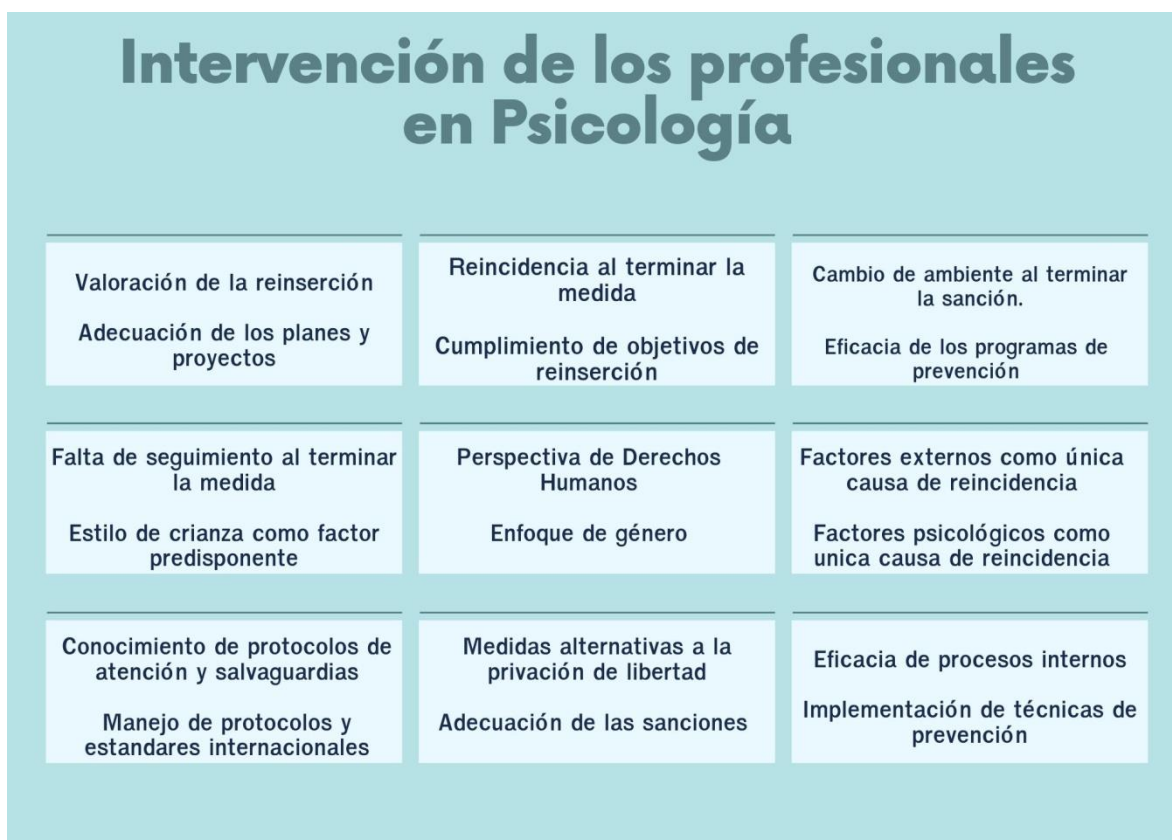 Intervención de los profesionales
en Psicología
Valoración de la reinserción
Adecuación de los planes y
proyectos
Reincidencia al terminar la
medida
Cumplimiento de objetivos de
reinserción
Cambio de ambiente al terminar
la sanción.
Eficacia de los programas de
prevención
Falta de seguimiento al terminar
la medida
Estilo de crianza como factor
predisponente
Perspectiva de Derechos
Humanos
Enfoque de género
Factores externos como única
causa de reincidencia
Factores psicológicos como
unica causa de reincidencia
Conocimiento de protocolos de
atención y salvaguardias
Manejo de protocolos y
estandares internacionales
Medidas alternativas a la
privación de libertad
Adecuación de las sanciones
Eficacia de procesos internos
Implementación de técnicas de
prevención